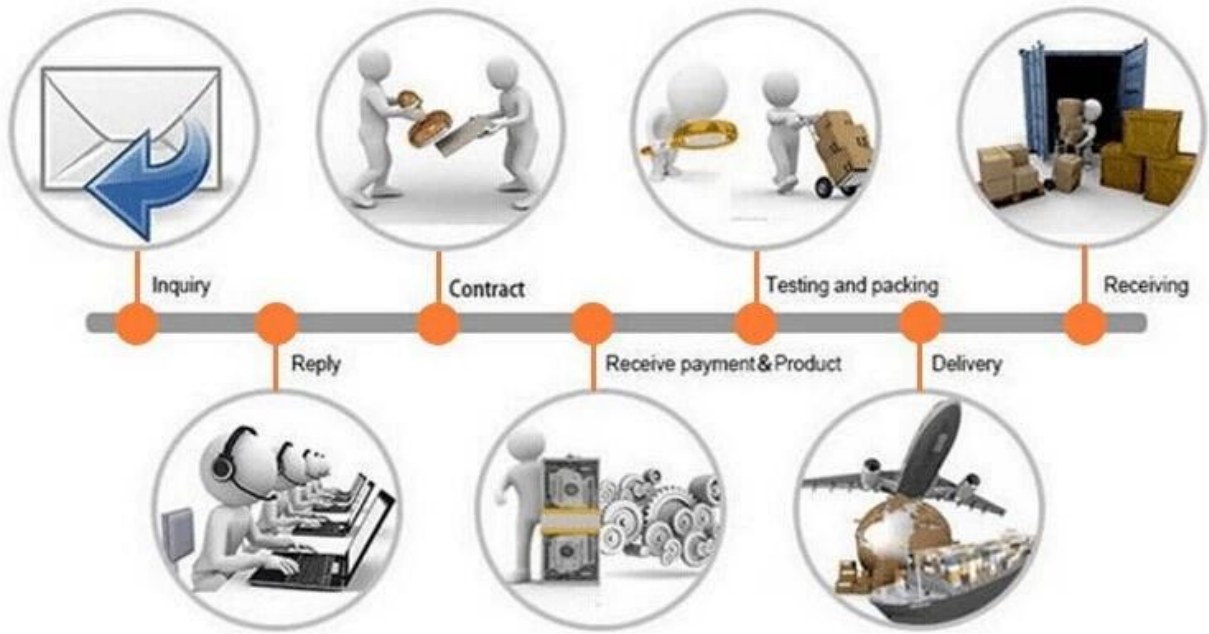 Inquiry
Reply
Contract
Receive payment&Product
Testing and packing
Delivery
Receiving